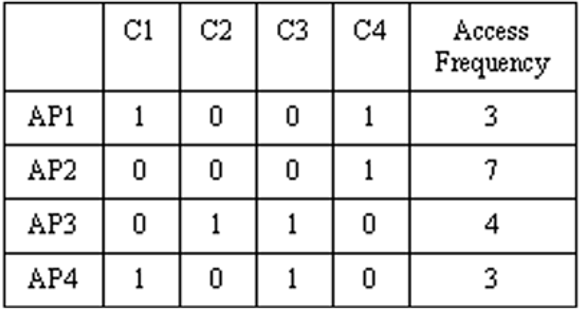 C1 C2 C3 C4 Access Frequency
AP1 1 0 0 1 3
AP2 0 0 0 1 7
AP3 0 1 1 0 4
AP4 1 0 1 0 3